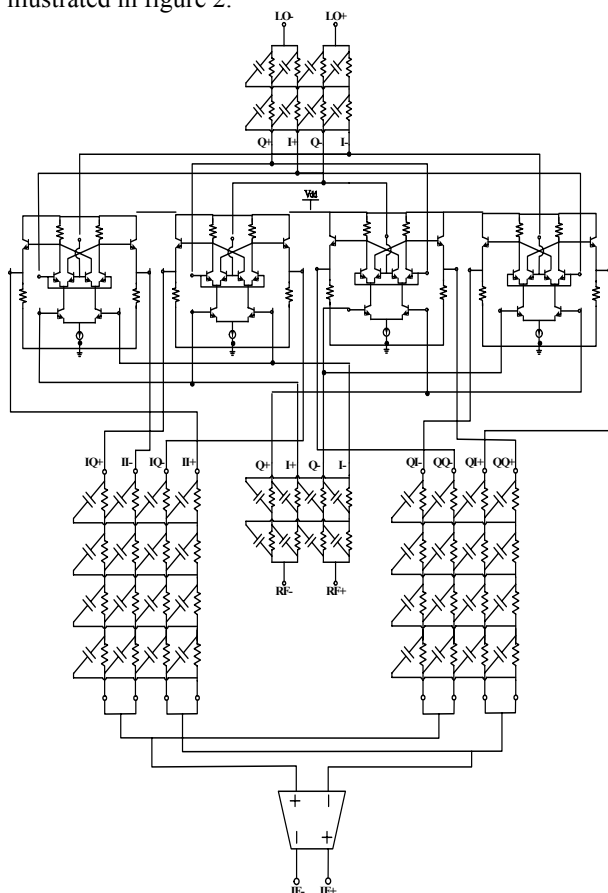 illustrated in figure 2.
LO- LO+
Q+ I+ Q- I-
Vdd
IQ+ II- IQ- II+
Q+ I+ Q- I-
QI- QQ- QI+ QQ+
RF- RF+
+ −
− +
IF- IF+